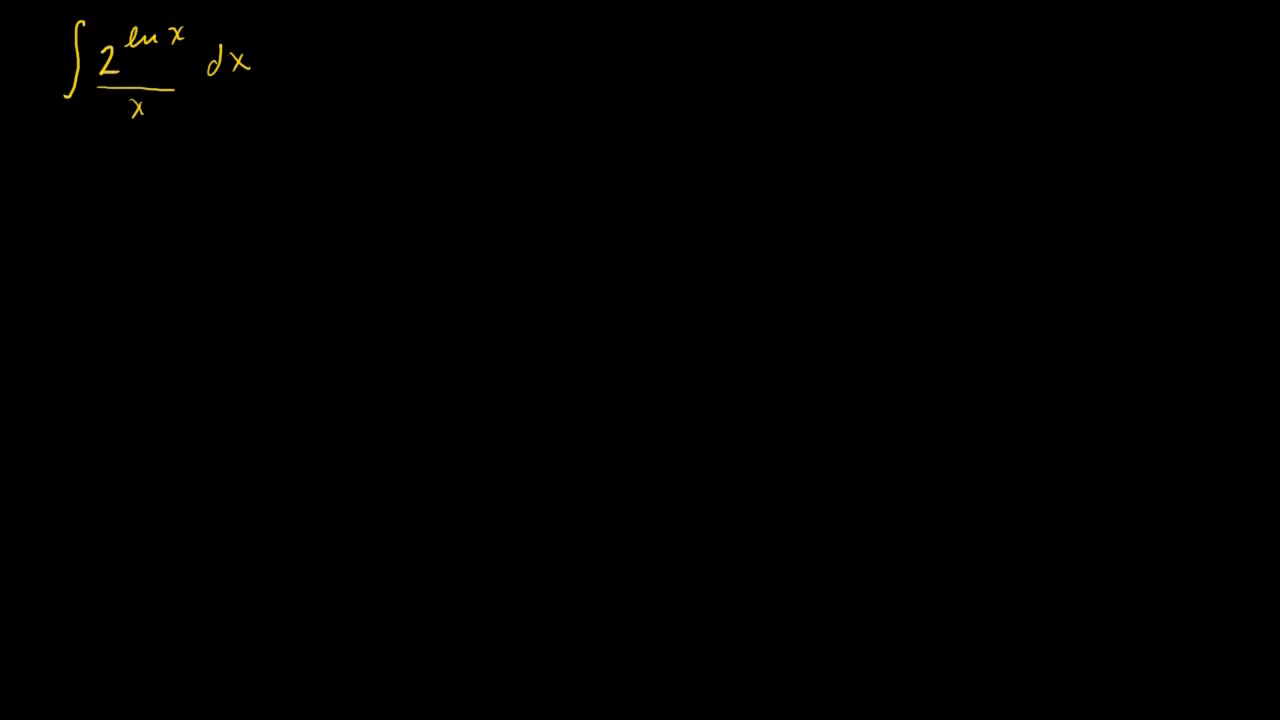 ∫ 2^{ln x} / x dx